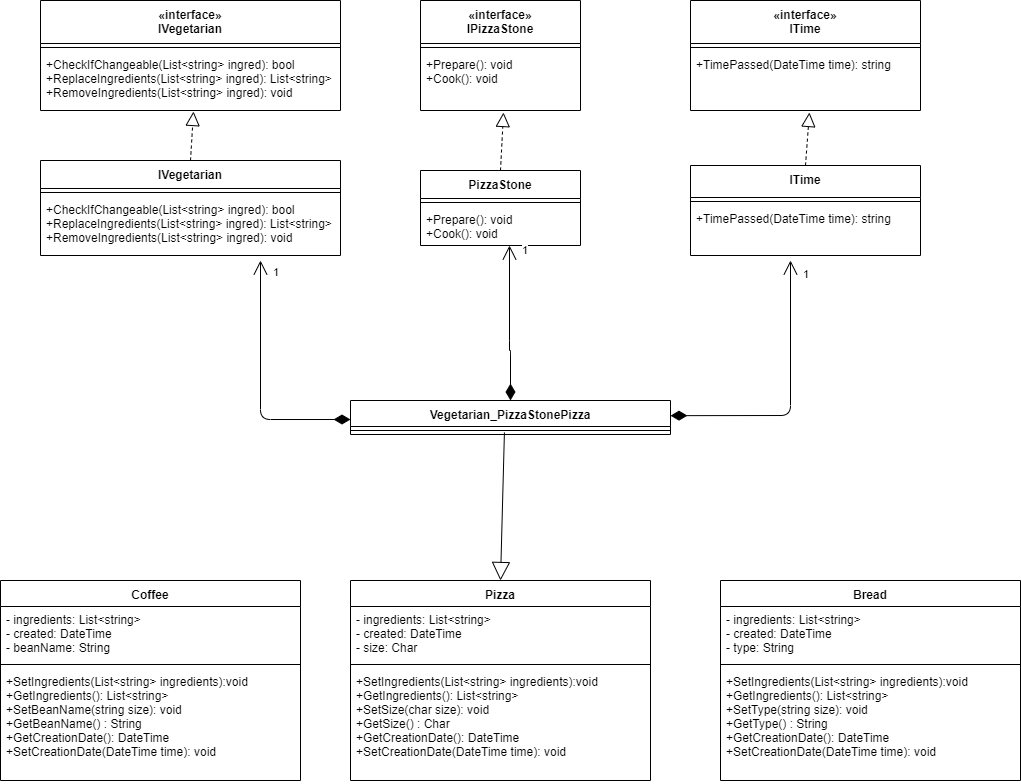 «interface»
IVegetarian
+CheckIfChangeable(List<string> ingred): bool
+ReplaceIngredients(List<string> ingred): List<string>
+RemoveIngredients(List<string> ingred): void
«interface»
IPizzaStone
+Prepare(): void
+Cook(): void
«interface»
ITime
+TimePassed(DateTime time): string
IVegetarian
+CheckIfChangeable(List<string> ingred): bool
+ReplaceIngredients(List<string> ingred): List<string>
+RemoveIngredients(List<string> ingred): void
PizzaStone
+Prepare(): void
+Cook(): void
ITime
+TimePassed(DateTime time): string
1
1
1
Vegetarian_PizzaStonePizza
Coffee
- ingredients: List<string>
- created: DateTime
- beanName: String
+SetIngredients(List<string> ingredients):void
+GetIngredients(): List<string>
+SetBeanName(string size): void
+GetBeanName() : String
+GetCreationDate(): DateTime
+SetCreationDate(DateTime time): void
Pizza
- ingredients: List<string>
- created: DateTime
- size: Char
+SetIngredients(List<string> ingredients):void
+GetIngredients(): List<string>
+SetSize(char size): void
+GetSize() : Char
+GetCreationDate(): DateTime
+SetCreationDate(DateTime time): void
Bread
- ingredients: List<string>
- created: DateTime
- type: String
+SetIngredients(List<string> ingredients):void
+GetIngredients(): List<string>
+SetType(string size): void
+GetType() : String
+GetCreationDate(): DateTime
+SetCreationDate(DateTime time): void